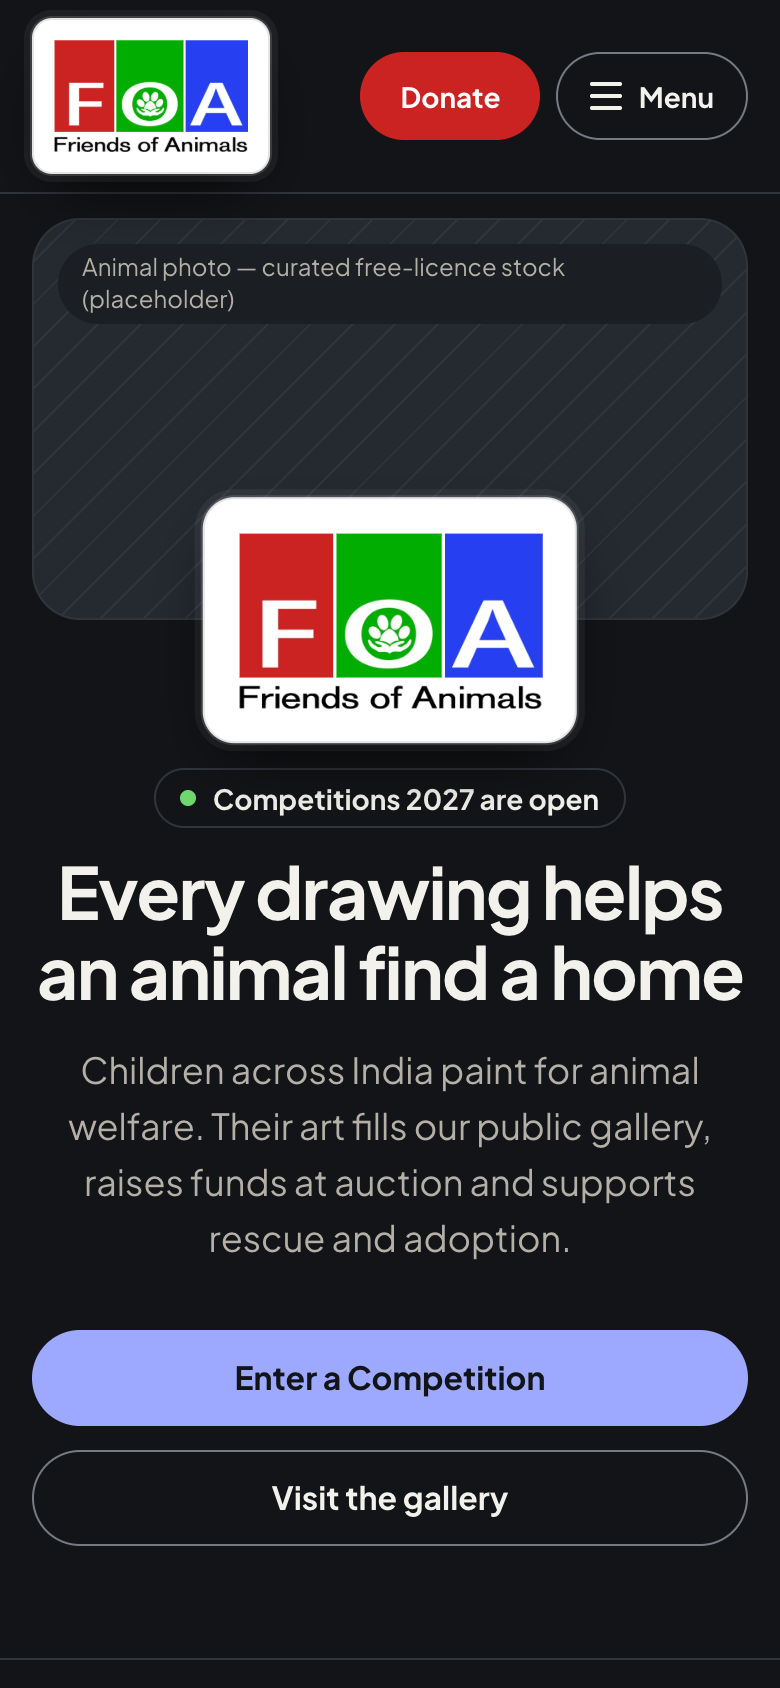 FOA
Friends of Animals
Donate
Menu
Animal photo — curated free-licence stock
(placeholder)
FOA
Friends of Animals
Competitions 2027 are open
Every drawing helps
an animal find a home
Children across India paint for animal
welfare. Their art fills our public gallery,
raises funds at auction and supports
rescue and adoption.
Enter a Competition
Visit the gallery